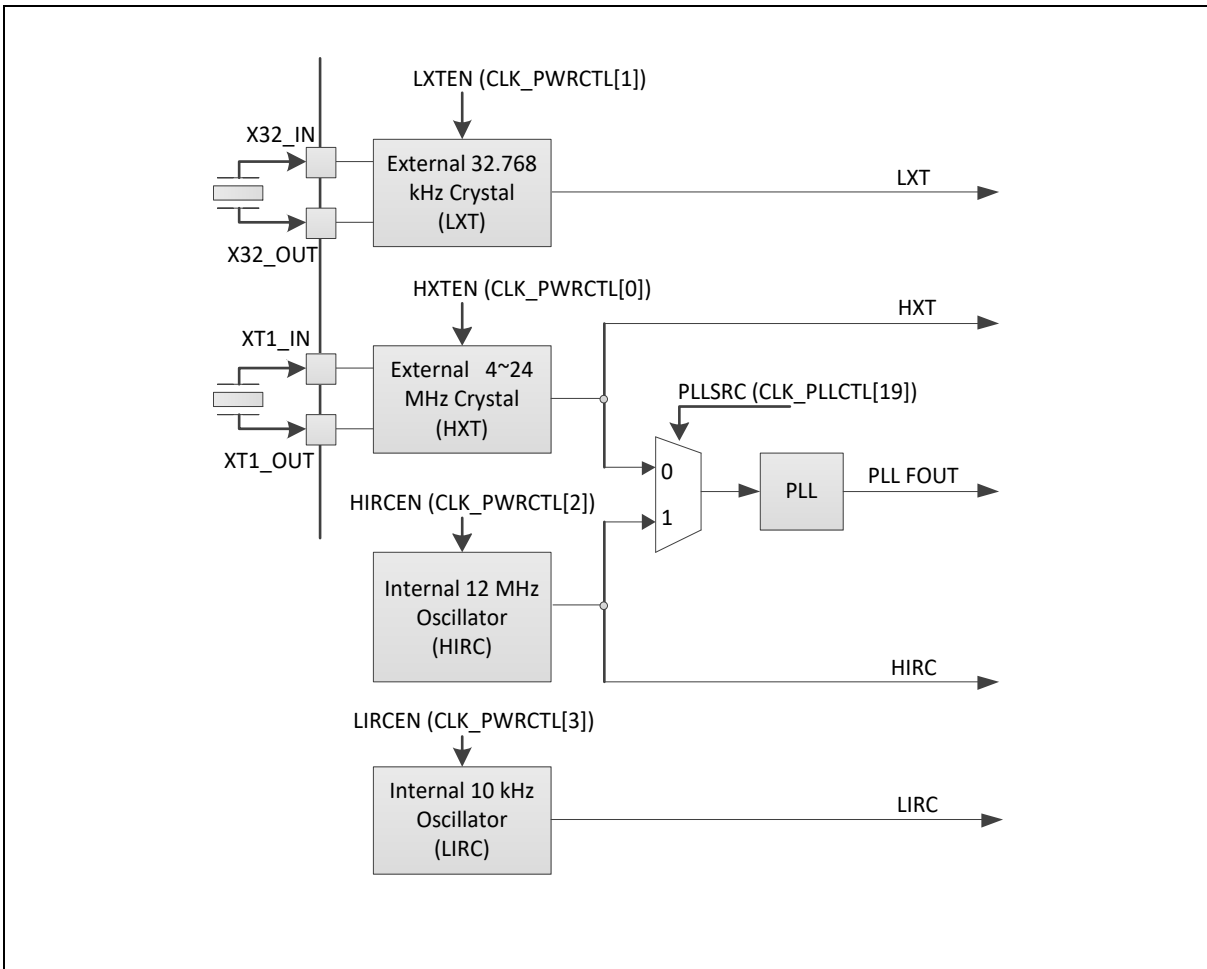 LXTEN (CLK_PWRCTL[1])
X32_IN
External 32.768
kHz Crystal
(LXT)
LXT
X32_OUT
HXTEN (CLK_PWRCTL[0])
HXT
XT1_IN
External 4~24
MHz Crystal
(HXT)
PLLSRC (CLK_PLLCTL[19])
XT1_OUT
0
PLL
PLL FOUT
1
HIRCEN (CLK_PWRCTL[2])
Internal 12 MHz
Oscillator
(HIRC)
HIRC
LIRCEN (CLK_PWRCTL[3])
Internal 10 kHz
Oscillator
(LIRC)
LIRC